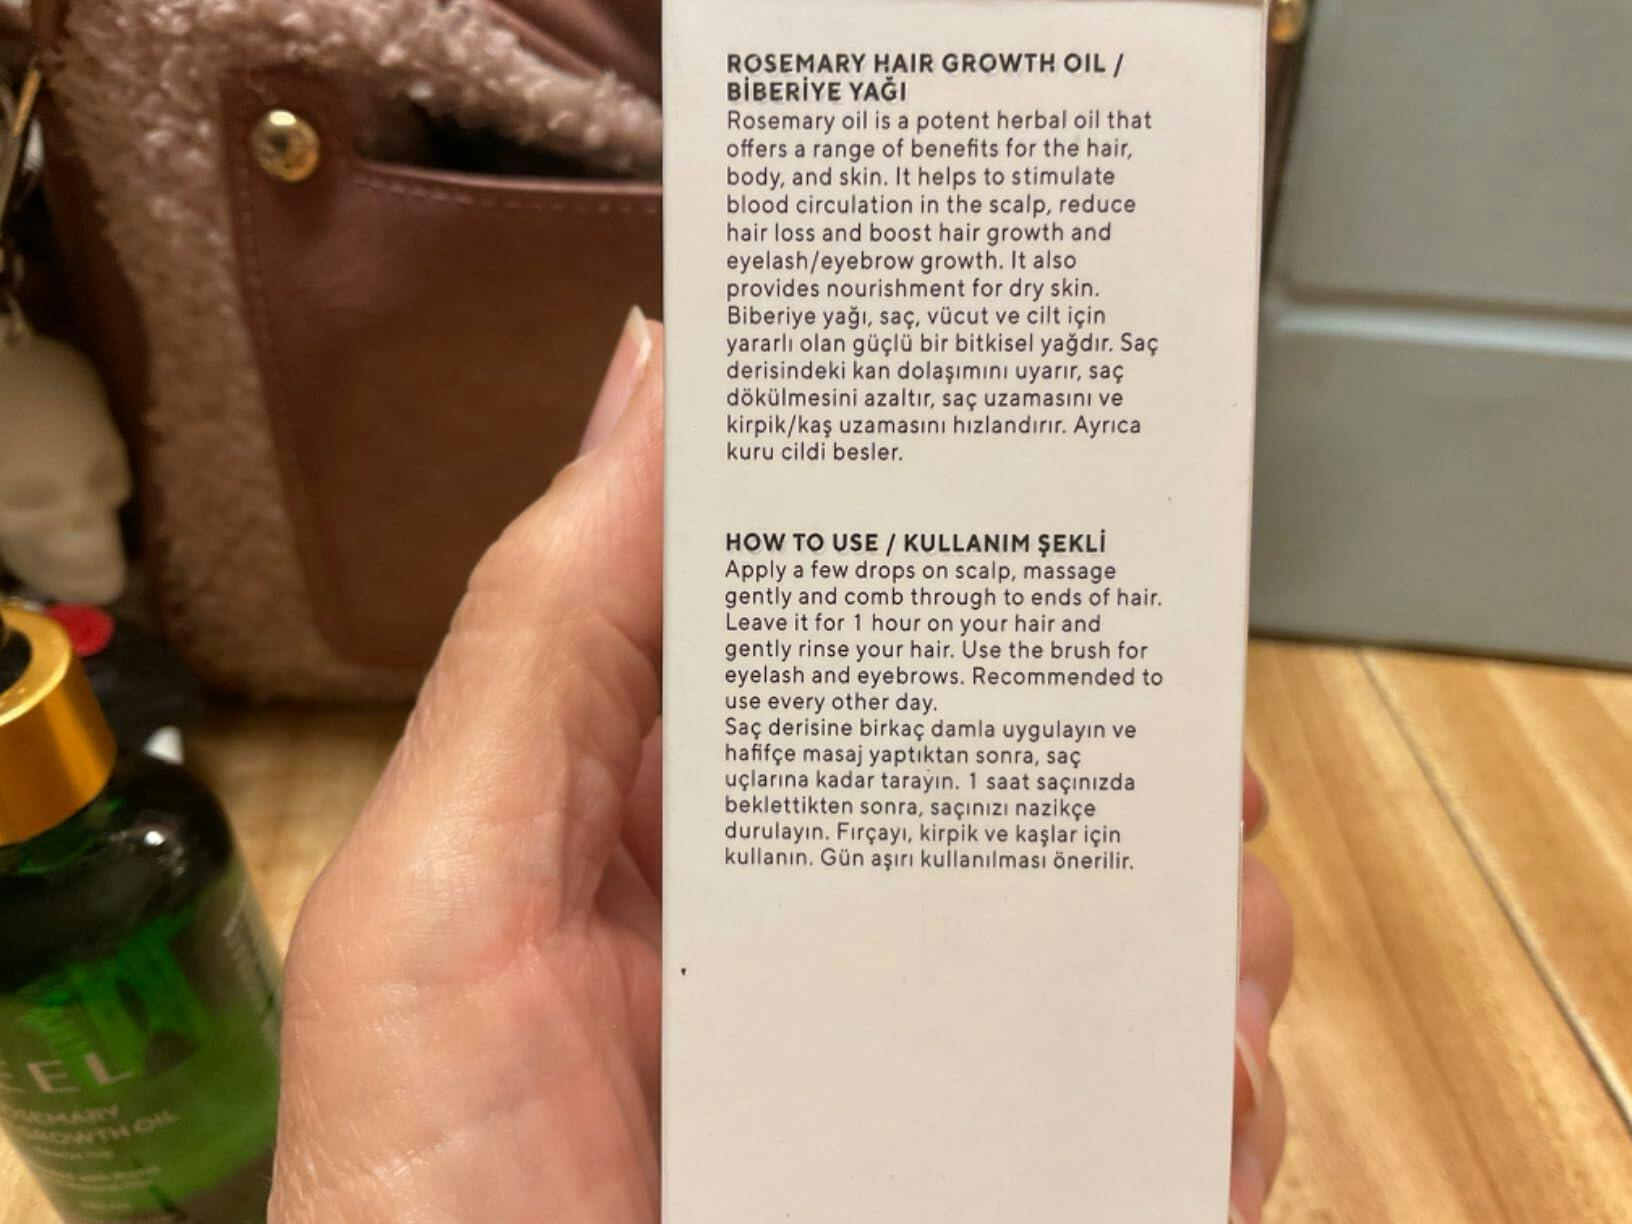 ROSEMARY HAIR GROWTH OIL /
BİBERİYE YAĞI
Rosemary oil is a potent herbal oil that
offers a range of benefits for the hair,
body, and skin. It helps to stimulate
blood circulation in the scalp, reduce
hair loss and boost hair growth and
eyelash/eyebrow growth. It also
provides nourishment for dry skin.
Biberiye yağı, saç, vücut ve cilt için
yararlı olan güçlü bir bitkisel yağdır. Saç
derisindeki kan dolaşımını uyarır, saç
dökülmesini azaltır, saç uzamasını ve
kirpik/kaş uzamasını hızlandırır. Ayrıca
kuru cildi besler.
HOW TO USE / KULLANIM ŞEKLİ
Apply a few drops on scalp, massage
gently and comb through to ends of hair.
Leave it for 1 hour on your hair and
gently rinse your hair. Use the brush for
eyelash and eyebrows. Recommended to
use every other day.
Saç derisine birkaç damla uygulayın ve
hafifçe masaj yaptıktan sonra, saç
uçlarına kadar tarayın. 1 saat saçınızda
beklettikten sonra, saçınızı nazikçe
durulayın. Fırçayı, kirpik ve kaşlar için
kullanın. Gün aşırı kullanılması önerilir.
EEL
OSEMARY
GROWTH OIL